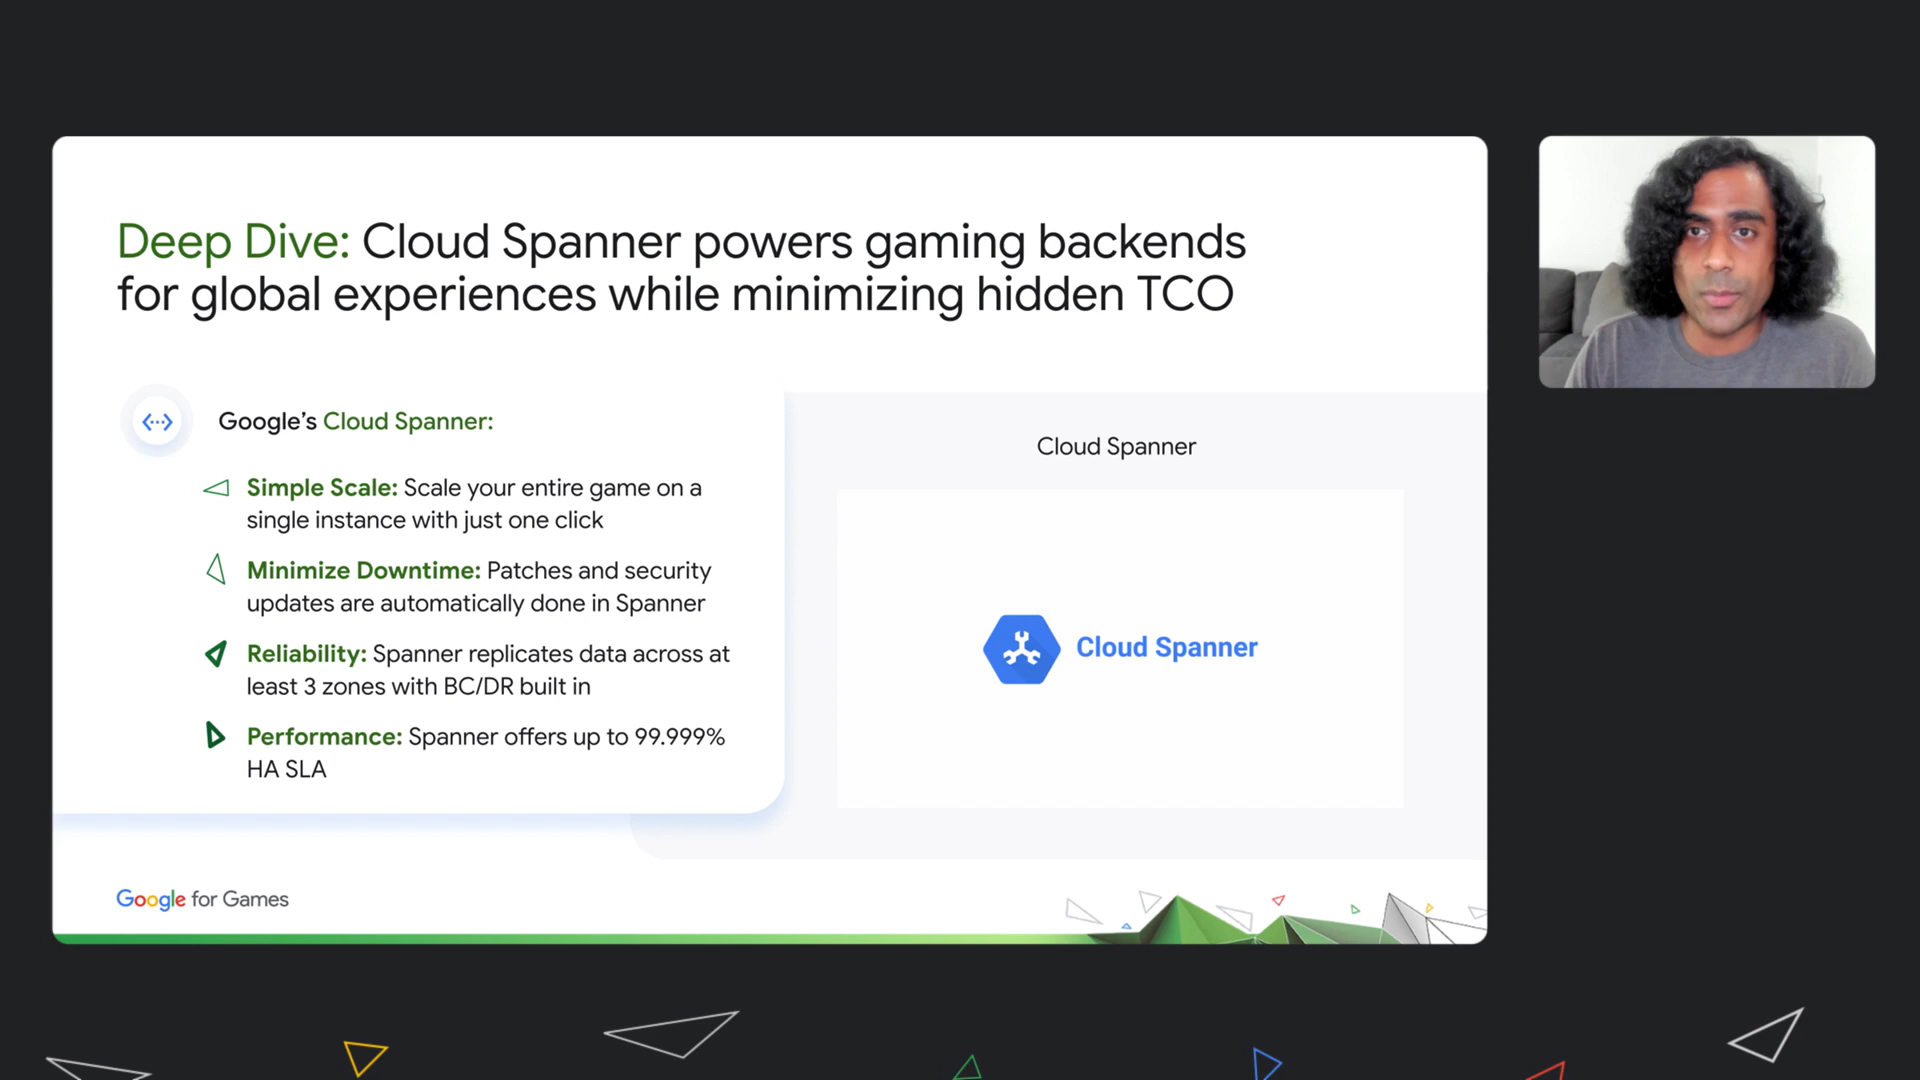 Deep Dive: Cloud Spanner powers gaming backends
for global experiences while minimizing hidden TCO
Google's Cloud Spanner:
Simple Scale: Scale your entire game on a
single instance with just one click
Minimize Downtime: Patches and security
updates are automatically done in Spanner
Reliability: Spanner replicates data across at
least 3 zones with BC/DR built in
Performance: Spanner offers up to 99.999%
HA SLA
Cloud Spanner
Cloud Spanner
Google for Games